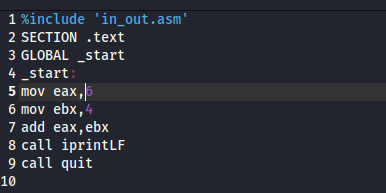 1 %include 'in_out.asm'
2 SECTION .text
3 GLOBAL _start
4 _start:
5 mov eax,6
6 mov ebx,4
7 add eax,ebx
8 call iprintLF
9 call quit
10